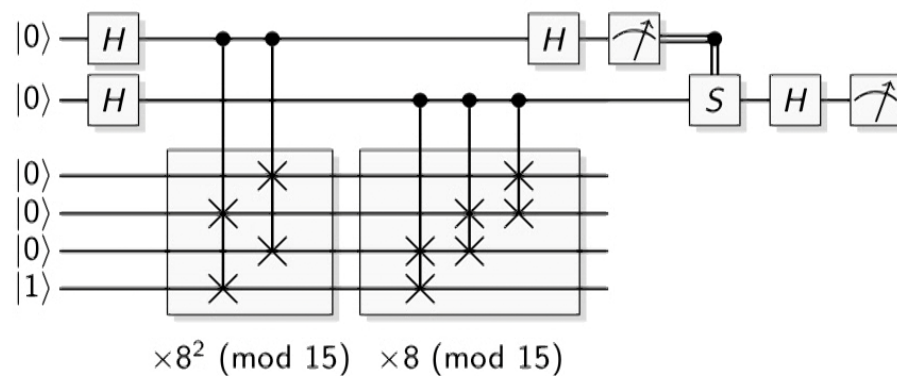 |0⟩ H H
|0⟩ H S H
|0⟩
|0⟩
|0⟩
|1⟩
×8² (mod 15) ×8 (mod 15)